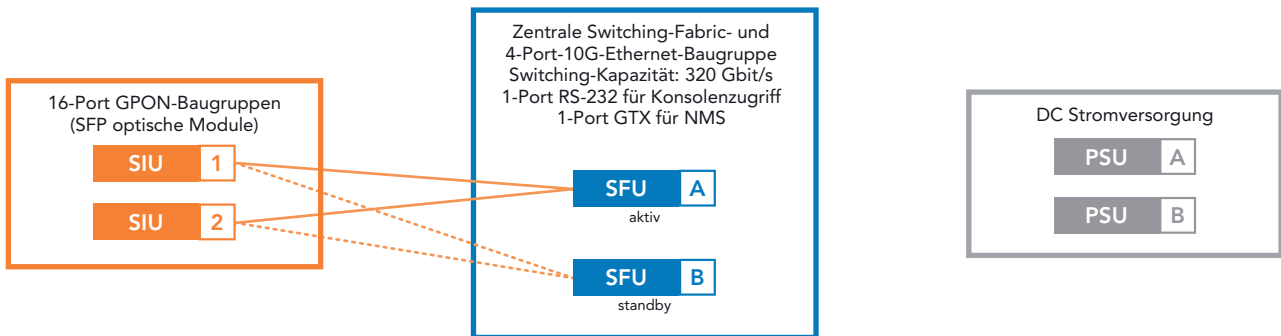 16-Port GPON-Baugruppen
(SFP optische Module)
SIU 1
SIU 2
Zentrale Switching-Fabric- und
4-Port-10G-Ethernet-Baugruppe
Switching-Kapazität: 320 Gbit/s
1-Port RS-232 für Konsolenzugriff
1-Port GTX für NMS
SFU A
aktiv
SFU B
standby
DC Stromversorgung
PSU A
PSU B